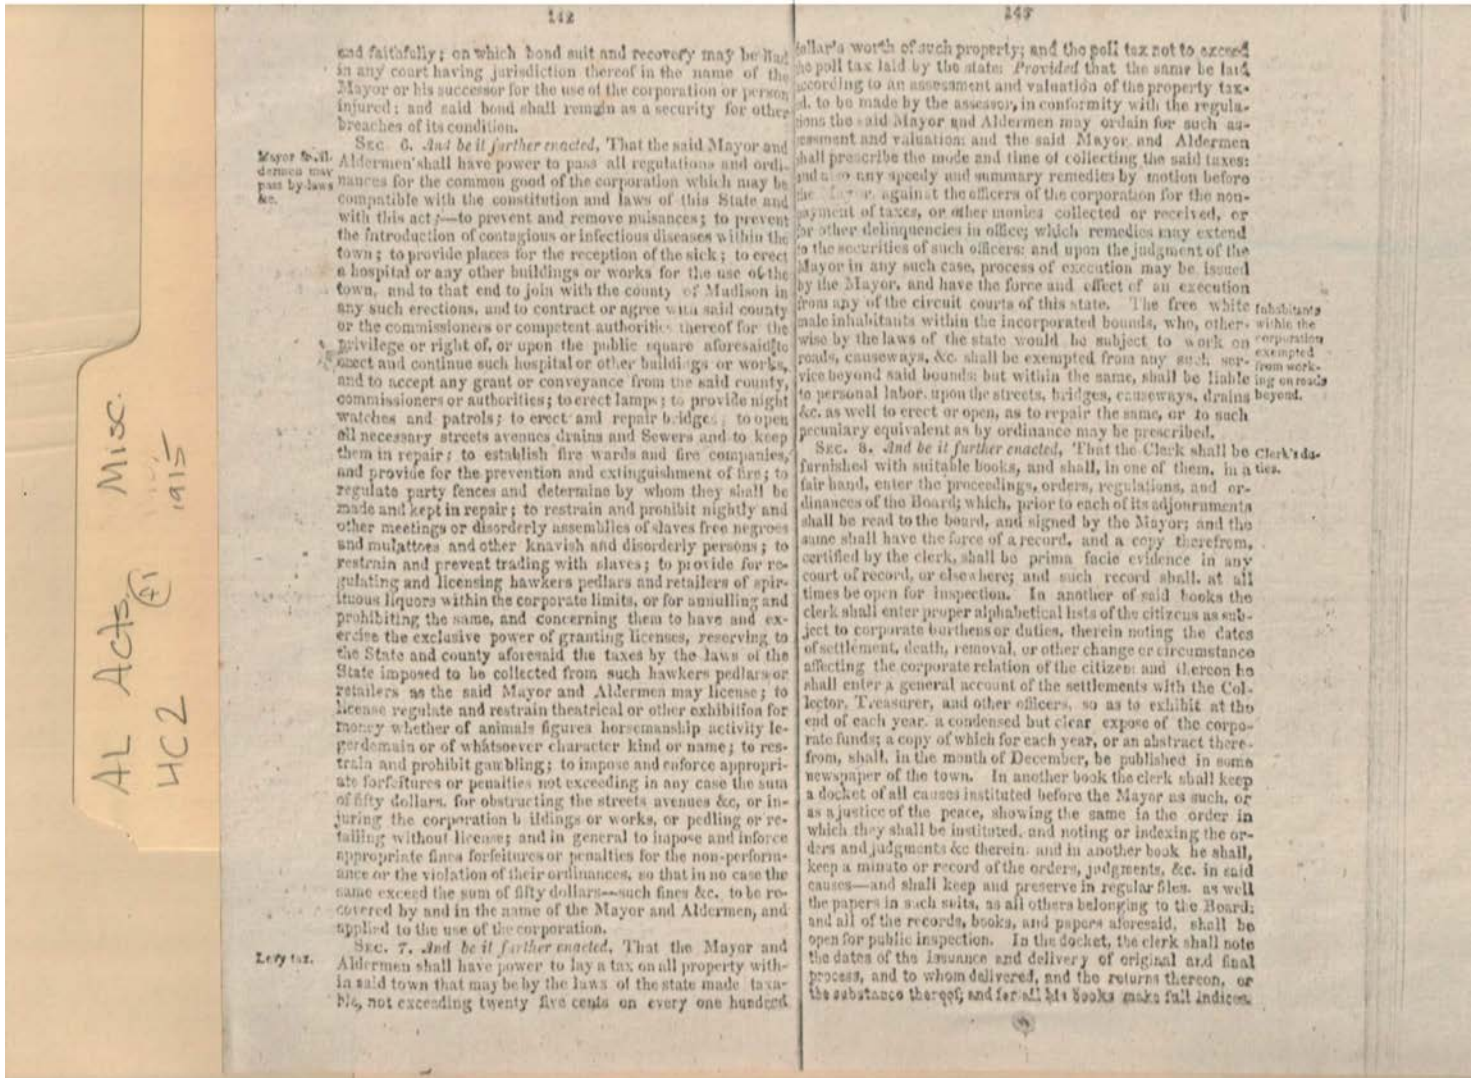 142
and faithfully; on which bond suit and recovery may be had
in any court having jurisdiction thereof in the name of the
Mayor or his successor for the use of the corporation or person
injured; and said bond shall remain as a security for other
breaches of its condition.
Sec. 6. And be it further enacted, That the said Mayor and
Aldermen shall have power to pass all regulations and ordi-
nances for the common good of the corporation which may be
compatible with the constitution and laws of this State and
with this act;—to prevent and remove nuisances; to prevent
the introduction of contagious or infectious diseases within the
town; to provide places for the reception of the sick; to erect
a hospital or any other buildings or works for the use of the
town, and to that end to join with the county of Madison in
any such erections, and to contract or agree with said county
or the commissioners or competent authorities thereof for the
privilege or right of, or upon the public square aforesaid to
erect and continue such hospital or other buildings or works,
and to accept any grant or conveyance from the said county,
commissioners or authorities; to erect lamps; to provide night
watches and patrols; to erect and repair bridges; to open
all necessary streets avenues drains and Sewers and to keep
them in repair; to establish fire wards and fire companies,
and provide for the prevention and extinguishment of fire; to
regulate party fences and determine by whom they shall be
made and kept in repair; to restrain and prohibit nightly and
other meetings or disorderly assemblies of slaves free negroes
and mulattoes and other knavish and disorderly persons; to
restrain and prevent trading with slaves; to provide for re-
gulating and licensing hawkers pedlars and retailers of spir-
ituous liquors within the corporate limits, or for annulling and
prohibiting the same, and concerning them to have and ex-
ercise the exclusive power of granting licenses, reserving to
the State and county aforesaid the taxes by the laws of the
State imposed to be collected from such hawkers pedlars or
retailers as the said Mayor and Aldermen may license; to
license regulate and restrain theatrical or other exhibition for
money whether of animals figures horsemanship activity le-
gerdemain or of whatsoever character kind or name; to res-
train and prohibit gambling; to impose and enforce appropri-
ate forfeitures or penalties not exceeding in any case the sum
of fifty dollars, for obstructing the streets avenues &c, or in-
juring the corporation b ildings or works, or pedling or re-
tailing without license; and in general to impose and inforce
appropriate fines forfeitures or penalties for the non-perform-
ance or the violation of their ordinances, so that in no case the
same exceed the sum of fifty dollars—such fines &c. to be re-
covered by and in the name of the Mayor and Aldermen, and
applied to the use of the corporation.
Sec. 7. And be it further enacted, That the Mayor and
Aldermen shall have power to lay a tax on all property with-
in said town that may be by the laws of the state made taxa-
ble, not exceeding twenty five cents on every one hundred
Mayor & Al-
dermen may
pass by-laws
&c.
Levy tax.
143
dollar's worth of such property; and the poll tax not to exceed
the poll tax laid by the state: Provided that the same be laid
according to an assessment and valuation of the property tax-
ed, to be made by the assessor, in conformity with the regula-
tions the said Mayor and Aldermen may ordain for such as-
sessment and valuation: and the said Mayor and Aldermen
shall prescribe the mode and time of collecting the said taxes:
and also any speedy and summary remedies by motion before
the against the officers of the corporation for the non-
payment of taxes, or other monies collected or received, or
for other delinquencies in office; which remedies may extend
to the securities of such officers: and upon the judgment of the
Mayor in any such case, process of execution may be issued
by the Mayor, and have the force and effect of an execution
from any of the circuit courts of this state. The free white
male inhabitants within the incorporated bounds, who, other-
wise by the laws of the state would be subject to work on
roads, causeways, &c. shall be exempted from any such ser-
vice beyond said bounds: but within the same, shall be liable
to personal labor, upon the streets, bridges, causeways, drains
&c. as well to erect or open, as to repair the same, or to such
pecuniary equivalent as by ordinance may be prescribed.
Sec. 8. And be it further enacted, That the Clerk shall be
furnished with suitable books, and shall, in one of them, in a
fair hand, enter the proceedings, orders, regulations, and or-
dinances of the Board; which, prior to each of its adjournments
shall be read to the board, and signed by the Mayor; and the
same shall have the force of a record, and a copy therefrom,
certified by the clerk, shall be prima facie evidence in any
court of record, or elsewhere; and such record shall, at all
times be open for inspection. In another of said books the
clerk shall enter proper alphabetical lists of the citizens as sub-
ject to corporate burthens or duties, therein noting the dates
of settlement, death, removal, or other change or circumstance
affecting the corporate relation of the citizen: and thereon he
shall enter a general account of the settlements with the Col-
lector, Treasurer, and other officers, so as to exhibit at the
end of each year, a condensed but clear expose of the corpo-
rate funds; a copy of which for each year, or an abstract there-
from, shall, in the month of December, be published in some
newspaper of the town. In another book the clerk shall keep
a docket of all causes instituted before the Mayor as such, or
as a justice of the peace, showing the same in the order in
which they shall be instituted, and noting or indexing the or-
ders and judgments &c therein, and in another book he shall,
keep a minute or record of the orders, judgments, &c. in said
causes—and shall keep and preserve in regular files, as well
the papers in such suits, as all others belonging to the Board;
and all of the records, books, and papers aforesaid, shall be
open for public inspection. In the docket, the clerk shall note
the dates of the issuance and delivery of original and final
process, and to whom delivered, and the returns thereon, or
the substance thereof; and for all his books make full indices.
Inhabitants
within the
corporation
exempted
from work-
ing on roads
beyond.
Clerk's du-
ties.
AL Acts Misc.
4C2 #1 1915